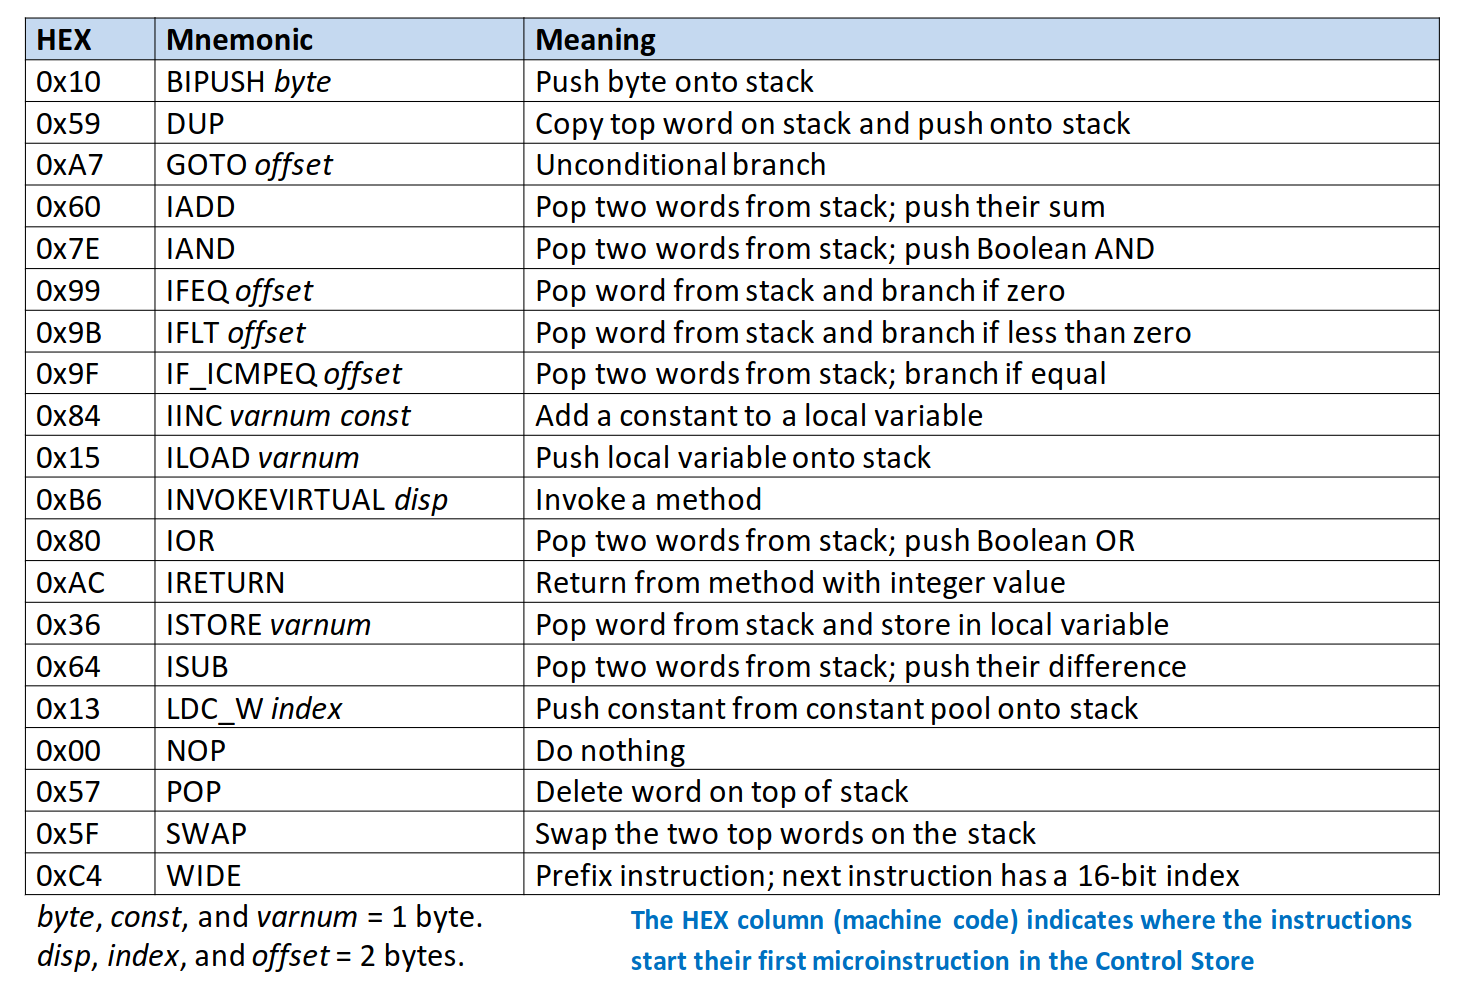 HEX Mnemonic Meaning
0x10 BIPUSH byte Push byte onto stack
0x59 DUP Copy top word on stack and push onto stack
0xA7 GOTO offset Unconditional branch
0x60 IADD Pop two words from stack; push their sum
0x7E IAND Pop two words from stack; push Boolean AND
0x99 IFEQ offset Pop word from stack and branch if zero
0x9B IFLT offset Pop word from stack and branch if less than zero
0x9F IF_ICMPEQ offset Pop two words from stack; branch if equal
0x84 IINC varnum const Add a constant to a local variable
0x15 ILOAD varnum Push local variable onto stack
0xB6 INVOKEVIRTUAL disp Invoke a method
0x80 IOR Pop two words from stack; push Boolean OR
0xAC IRETURN Return from method with integer value
0x36 ISTORE varnum Pop word from stack and store in local variable
0x64 ISUB Pop two words from stack; push their difference
0x13 LDC_W index Push constant from constant pool onto stack
0x00 NOP Do nothing
0x57 POP Delete word on top of stack
0x5F SWAP Swap the two top words on the stack
0xC4 WIDE Prefix instruction; next instruction has a 16-bit index
byte, const, and varnum = 1 byte.
disp, index, and offset = 2 bytes.
The HEX column (machine code) indicates where the instructions
start their first microinstruction in the Control Store